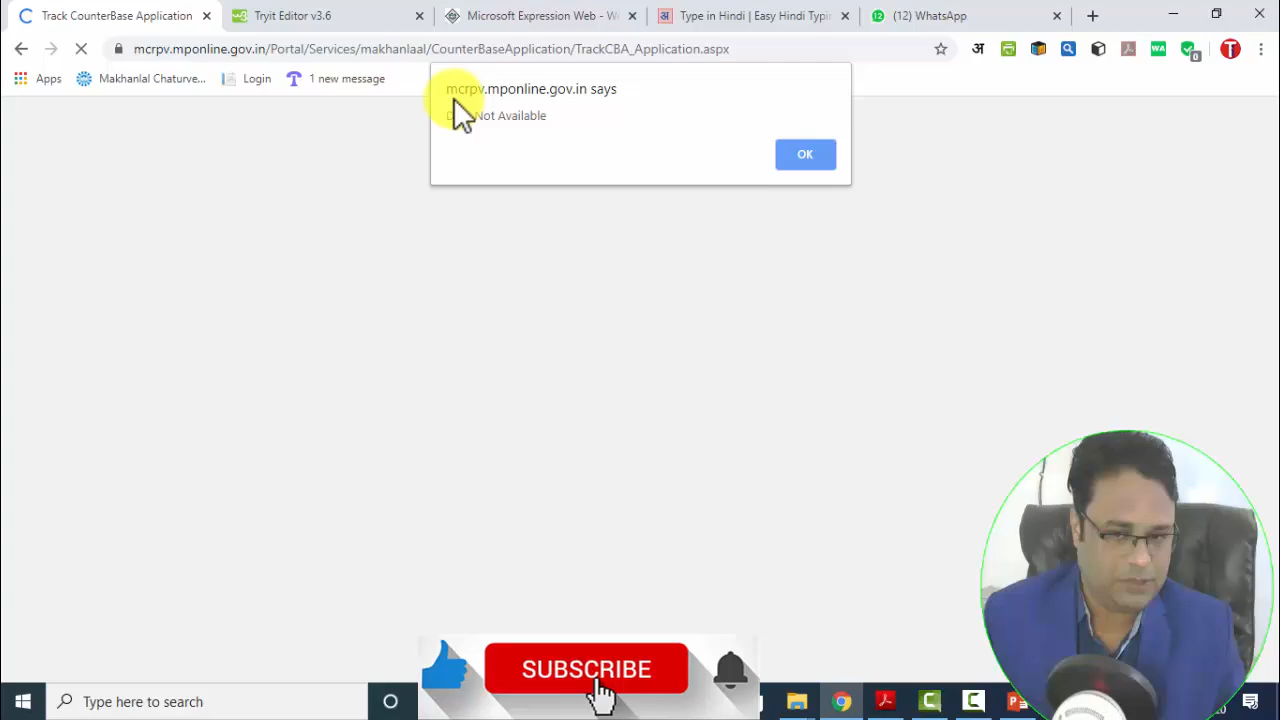 Track CounterBase Application
Tryit Editor v3.6
Microsoft Expression Web - W
Type in Hindi | Easy Hindi Typin
(12) WhatsApp
mcrpv.mponline.gov.in/Portal/Services/makhanlaal/CounterBaseApplication/TrackCBA_Application.aspx
अ
WA
0
Apps
Makhanlal Chaturve...
Login
1 new message
mcrpv.mponline.gov.in says
Not Available
OK
SUBSCRIBE
Type here to search